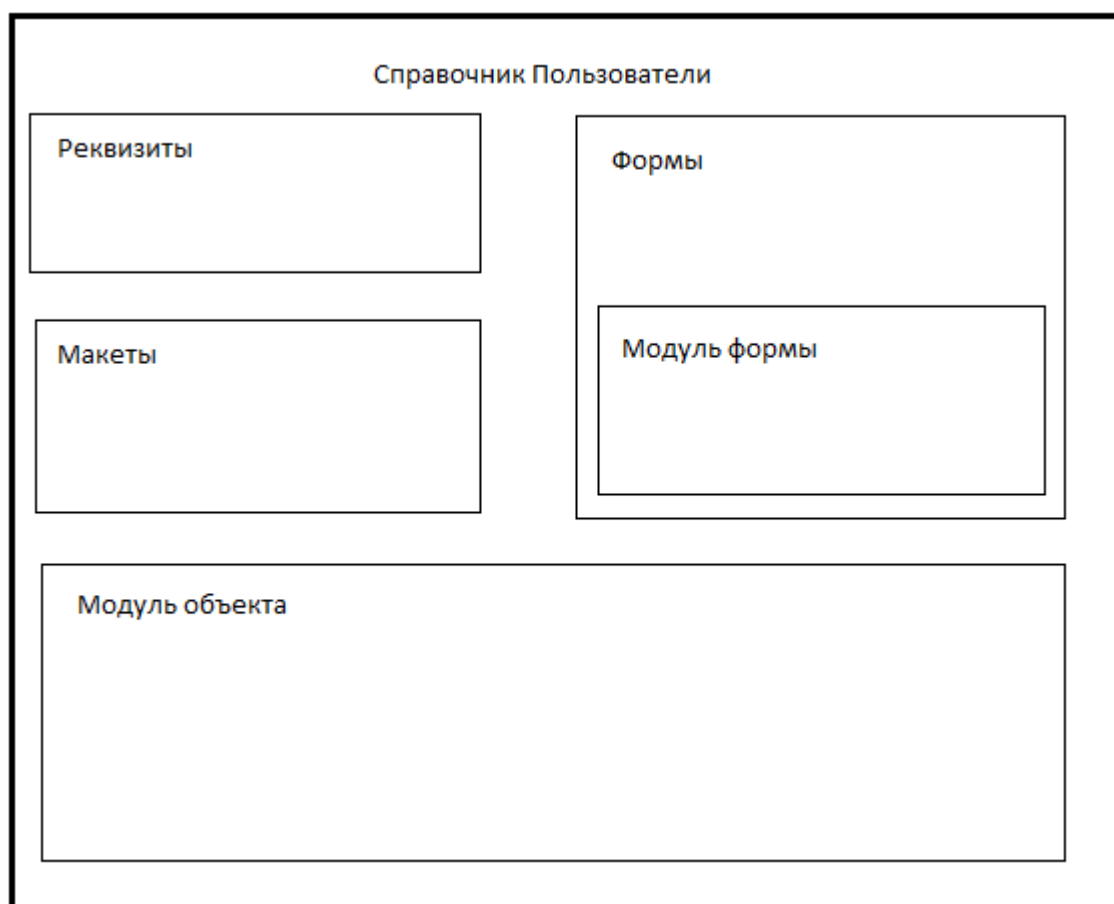 Справочник Пользователи
Реквизиты
Формы
Макеты
Модуль формы
Модуль объекта